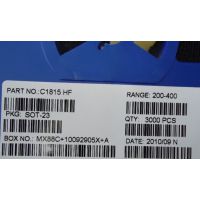 PART NO.:C1815 HF
RANGE: 200-400
PKG: SOT-23
QTY: 3000 PCS
BOX NO.: MX88C+10092905X+A
DATE: 2010/09 N